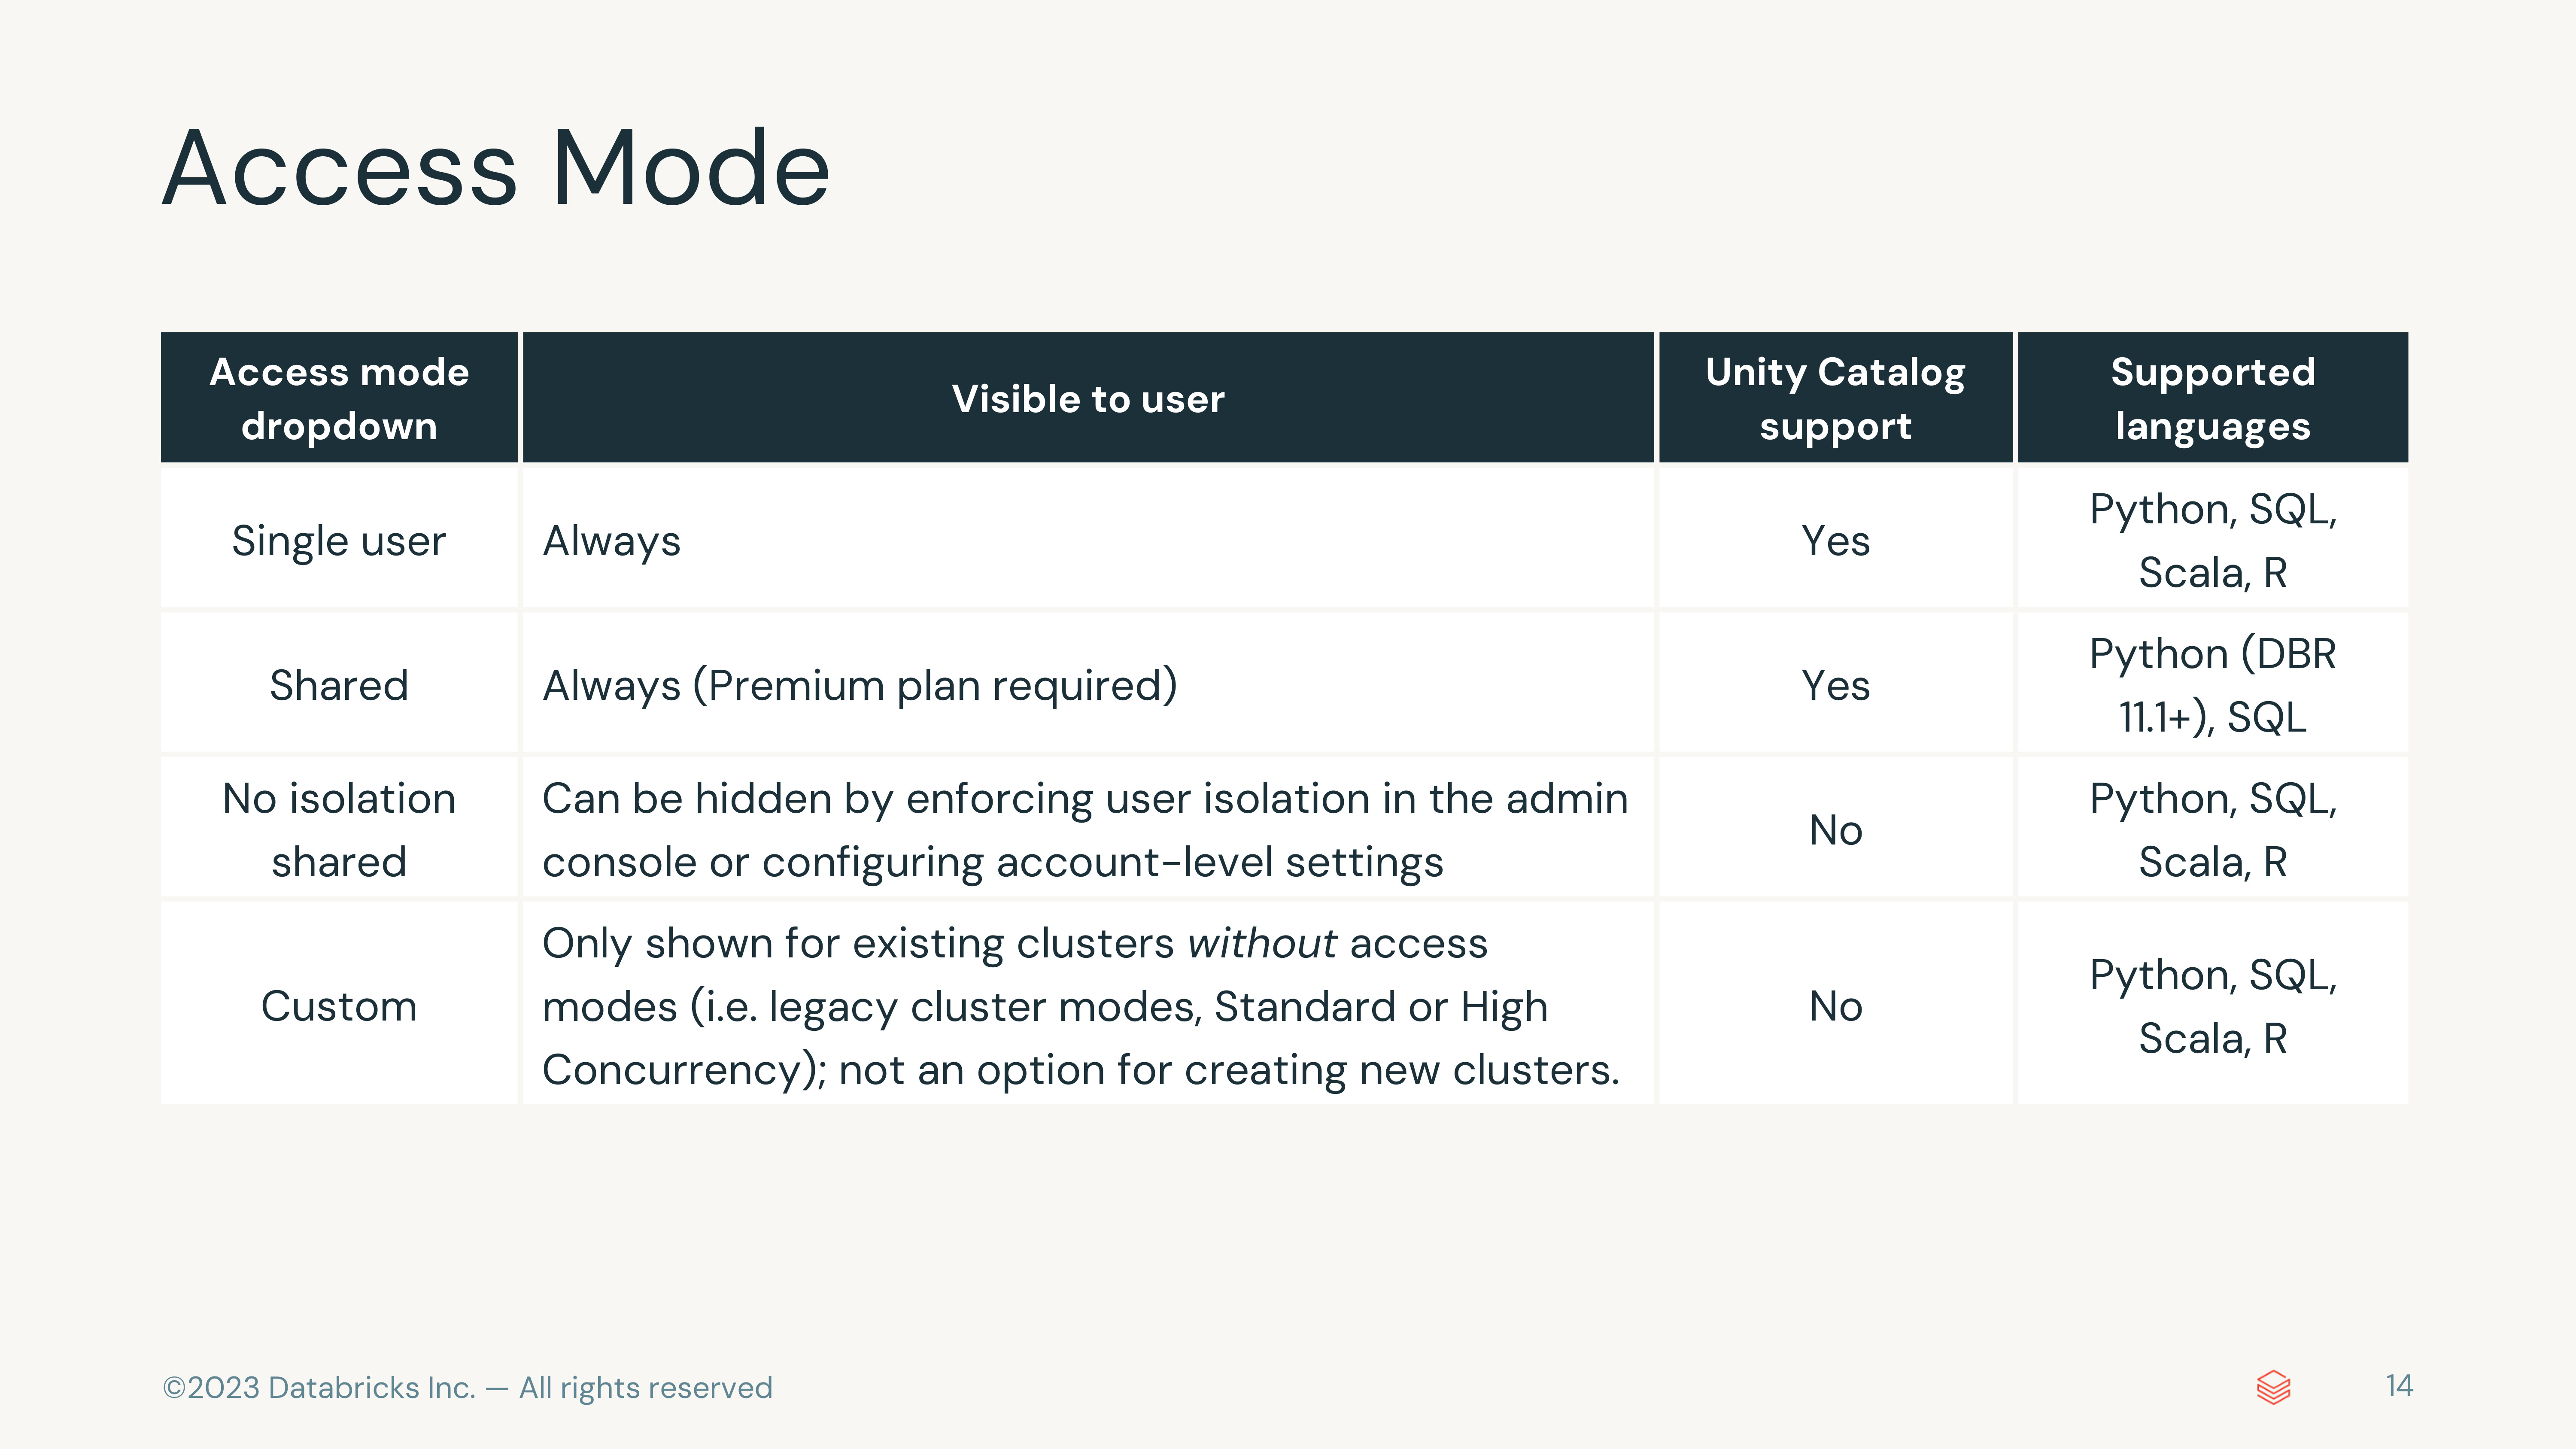 Access Mode
Access mode
dropdown
Visible to user
Unity Catalog
support
Supported
languages
Single user
Always
Yes
Python, SQL,
Scala, R
Shared
Always (Premium plan required)
Yes
Python (DBR
11.1+), SQL
No isolation
shared
Can be hidden by enforcing user isolation in the admin
console or configuring account-level settings
No
Python, SQL,
Scala, R
Custom
Only shown for existing clusters without access
modes (i.e. legacy cluster modes, Standard or High
Concurrency); not an option for creating new clusters.
No
Python, SQL,
Scala, R
©2023 Databricks Inc. — All rights reserved
14